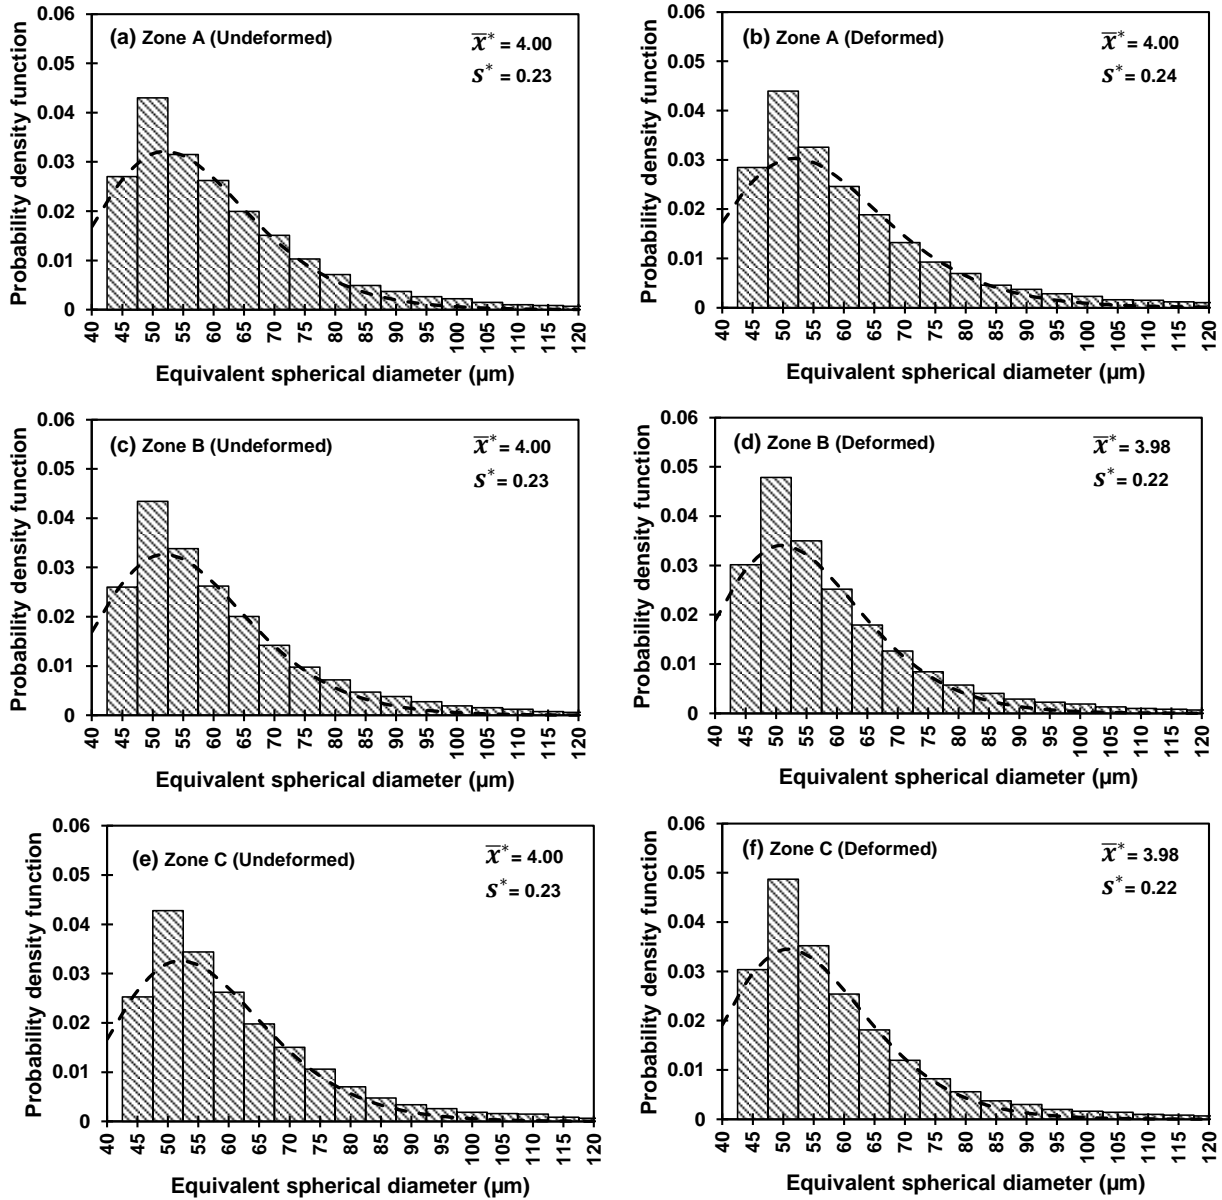 (a) Zone A (Undeformed)
x̄* = 4.00
s* = 0.23
Probability density function
0.06
0.05
0.04
0.03
0.02
0.01
0
40 45 50 55 60 65 70 75 80 85 90 95 100 105 110 115 120
Equivalent spherical diameter (µm)
(b) Zone A (Deformed)
x̄* = 4.00
s* = 0.24
Probability density function
0.06
0.05
0.04
0.03
0.02
0.01
0
40 45 50 55 60 65 70 75 80 85 90 95 100 105 110 115 120
Equivalent spherical diameter (µm)
(c) Zone B (Undeformed)
x̄* = 4.00
s* = 0.23
Probability density function
0.06
0.05
0.04
0.03
0.02
0.01
0
40 45 50 55 60 65 70 75 80 85 90 95 100 105 110 115 120
Equivalent spherical diameter (µm)
(d) Zone B (Deformed)
x̄* = 3.98
s* = 0.22
Probability density function
0.06
0.05
0.04
0.03
0.02
0.01
0
40 45 50 55 60 65 70 75 80 85 90 95 100 105 110 115 120
Equivalent spherical diameter (µm)
(e) Zone C (Undeformed)
x̄* = 4.00
s* = 0.23
Probability density function
0.06
0.05
0.04
0.03
0.02
0.01
0
40 45 50 55 60 65 70 75 80 85 90 95 100 105 110 115 120
Equivalent spherical diameter (µm)
(f) Zone C (Deformed)
x̄* = 3.98
s* = 0.22
Probability density function
0.06
0.05
0.04
0.03
0.02
0.01
0
40 45 50 55 60 65 70 75 80 85 90 95 100 105 110 115 120
Equivalent spherical diameter (µm)